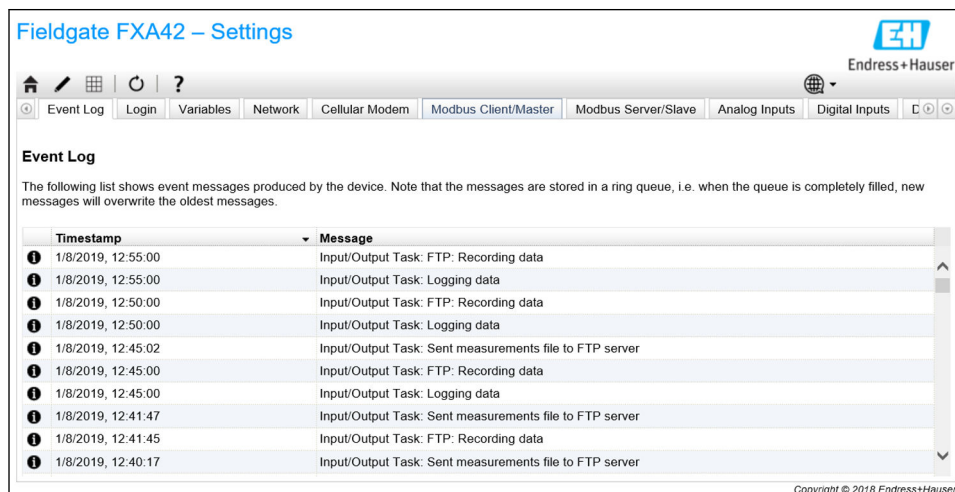 Fieldgate FXA42 – Settings
EH
Endress+Hauser
?
Event Log Login Variables Network Cellular Modem Modbus Client/Master Modbus Server/Slave Analog Inputs Digital Inputs
Event Log
The following list shows event messages produced by the device. Note that the messages are stored in a ring queue, i.e. when the queue is completely filled, new
messages will overwrite the oldest messages.
Timestamp Message
1/8/2019, 12:55:00 Input/Output Task: FTP: Recording data
1/8/2019, 12:55:00 Input/Output Task: Logging data
1/8/2019, 12:50:00 Input/Output Task: FTP: Recording data
1/8/2019, 12:50:00 Input/Output Task: Logging data
1/8/2019, 12:45:02 Input/Output Task: Sent measurements file to FTP server
1/8/2019, 12:45:00 Input/Output Task: FTP: Recording data
1/8/2019, 12:45:00 Input/Output Task: Logging data
1/8/2019, 12:41:47 Input/Output Task: Sent measurements file to FTP server
1/8/2019, 12:41:45 Input/Output Task: FTP: Recording data
1/8/2019, 12:40:17 Input/Output Task: Sent measurements file to FTP server
Copyright © 2018 Endress+Hauser